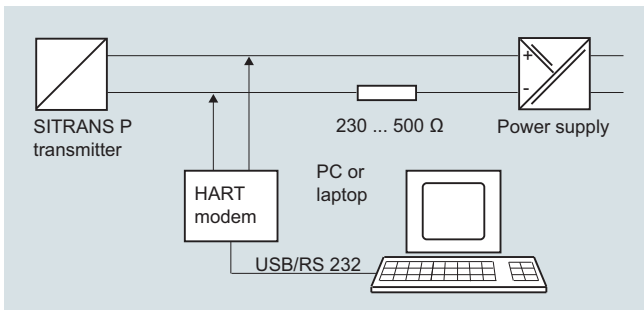 +
-
SITRANS P
transmitter
230 ... 500 Ω
Power supply
PC or
laptop
HART
modem
USB/RS 232